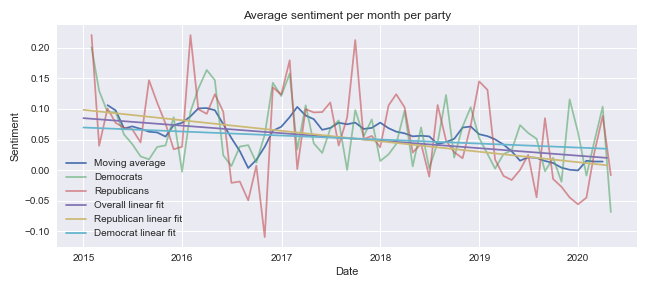 Average sentiment per month per party
Sentiment
0.20
0.15
0.10
0.05
0.00
−0.05
−0.10
Moving average
Democrats
Republicans
Overall linear fit
Republican linear fit
Democrat linear fit
2015 2016 2017 2018 2019 2020
Date